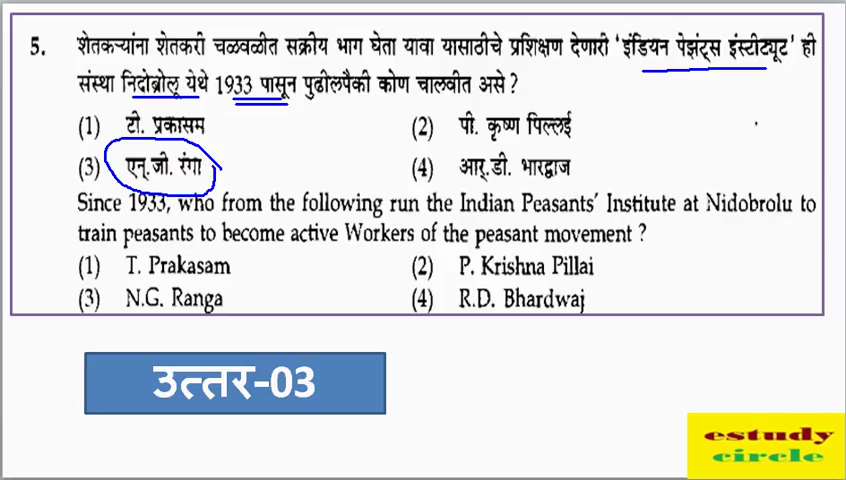 5. शेतकऱ्यांना शेतकरी चळवळीत सक्रीय भाग घेता यावा यासाठीचे प्रशिक्षण देणारी 'इंडियन पेझंट्स इंस्टीट्यूट' ही
संस्था निदोब्रोलू येथे 1933 पासून पुढीलपैकी कोण चालवीत असे ?
(1) टी. प्रकासम (2) पी. कृष्ण पिल्लई
(3) एन्.जी. रंगा (4) आर्.डी. भारद्वाज
Since 1933, who from the following run the Indian Peasants' Institute at Nidobrolu to
train peasants to become active Workers of the peasant movement ?
(1) T. Prakasam (2) P. Krishna Pillai
(3) N.G. Ranga (4) R.D. Bhardwaj
उत्तर-03
estudy
circle